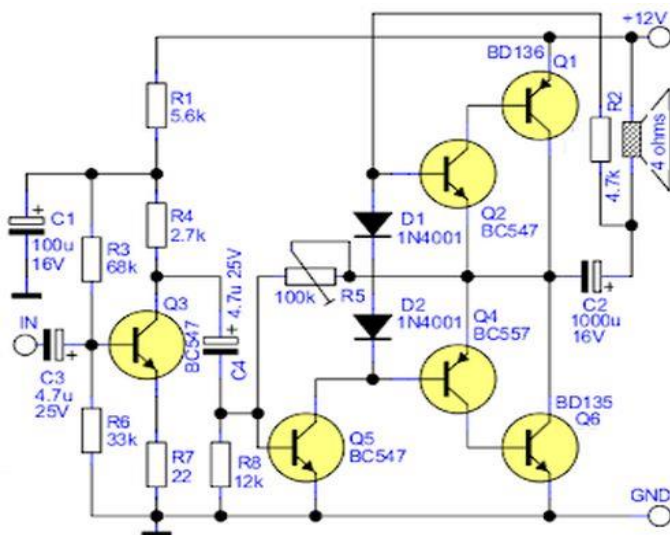 +12V
BD136
Q1
R1
5.6k
R2
4.7k
4 ohms
C1
100u
16V
R3
68k
R4
2.7k
D1
1N4001
Q2
BC547
4.7u 25V
C4
100k
R5
D2
1N4001
Q4
BC557
C2
1000u
16V
IN
C3
4.7u
25V
Q3
BC547
R6
33k
R7
22
R8
12k
Q5
BC547
BD135
Q6
GND
+
+
+
+